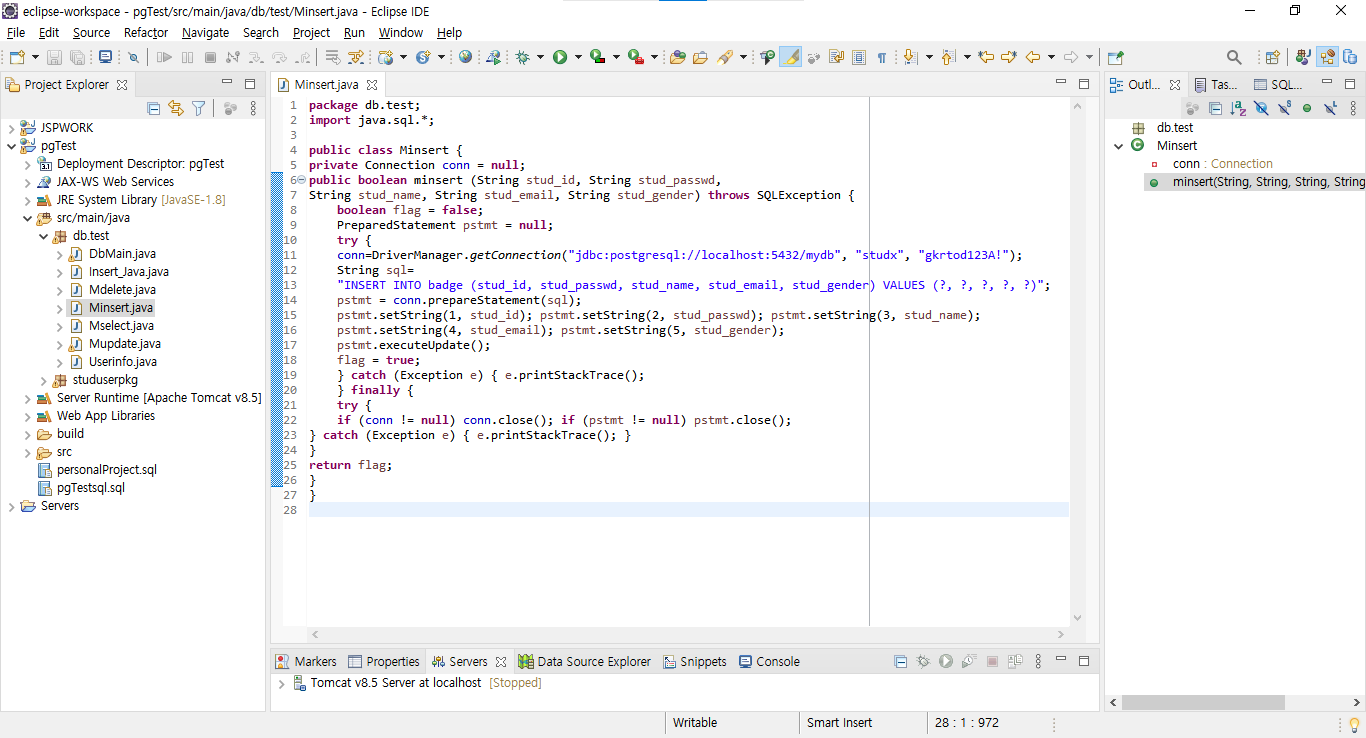 eclipse-workspace - pgTest/src/main/java/db/test/Minsert.java - Eclipse IDE
File Edit Source Refactor Navigate Search Project Run Window Help
Project Explorer
JSPWORK
pgTest
Deployment Descriptor: pgTest
JAX-WS Web Services
JRE System Library [JavaSE-1.8]
src/main/java
db.test
DbMain.java
Insert_Java.java
Mdelete.java
Minsert.java
Mselect.java
Mupdate.java
Userinfo.java
studuserpkg
Server Runtime [Apache Tomcat v8.5]
Web App Libraries
build
src
personalProject.sql
pgTestsql.sql
Servers
Minsert.java
1 package db.test;
2 import java.sql.*;
3
4 public class Minsert {
5 private Connection conn = null;
6 public boolean minsert (String stud_id, String stud_passwd,
7 String stud_name, String stud_email, String stud_gender) throws SQLException {
8 boolean flag = false;
9 PreparedStatement pstmt = null;
10 try {
11 conn=DriverManager.getConnection("jdbc:postgresql://localhost:5432/mydb", "studx", "gkrtod123A!");
12 String sql=
13 "INSERT INTO badge (stud_id, stud_passwd, stud_name, stud_email, stud_gender) VALUES (?, ?, ?, ?, ?)";
14 pstmt = conn.prepareStatement(sql);
15 pstmt.setString(1, stud_id); pstmt.setString(2, stud_passwd); pstmt.setString(3, stud_name);
16 pstmt.setString(4, stud_email); pstmt.setString(5, stud_gender);
17 pstmt.executeUpdate();
18 flag = true;
19 } catch (Exception e) { e.printStackTrace();
20 } finally {
21 try {
22 if (conn != null) conn.close(); if (pstmt != null) pstmt.close();
23 } catch (Exception e) { e.printStackTrace(); }
24 }
25 return flag;
26 }
27 }
28
Outl... Tas... SQL...
db.test
Minsert
conn : Connection
minsert(String, String, String, String
Markers Properties Servers Data Source Explorer Snippets Console
Tomcat v8.5 Server at localhost [Stopped]
Writable Smart Insert 28 : 1 : 972